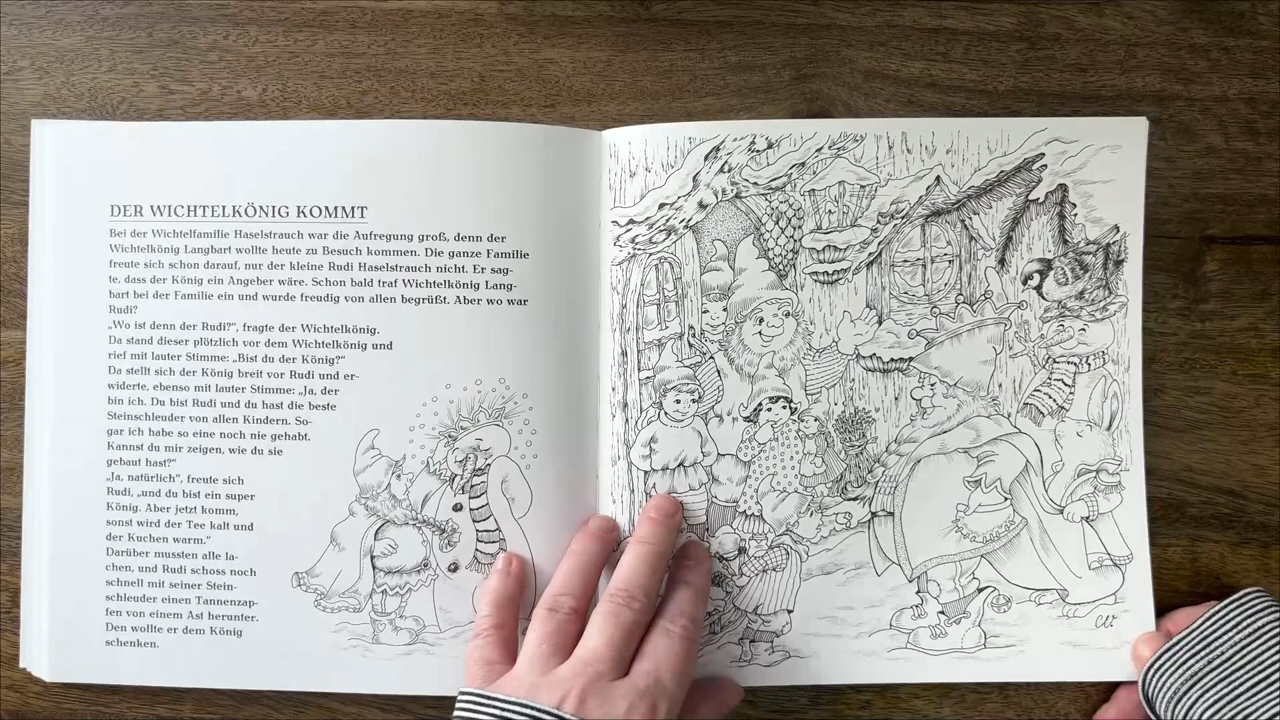 DER WICHTELKÖNIG KOMMT
Bei der Wichtelfamilie Haselstrauch war die Aufregung groß, denn der
Wichtelkönig Langbart wollte heute zu Besuch kommen. Die ganze Familie
freute sich schon darauf, nur der kleine Rudi Haselstrauch nicht. Er sag-
te, dass der König ein Angeber wäre. Schon bald traf Wichtelkönig Lang-
bart bei der Familie ein und wurde freudig von allen begrüßt. Aber wo war
Rudi?
„Wo ist denn der Rudi?“, fragte der Wichtelkönig.
Da stand dieser plötzlich vor dem Wichtelkönig und
rief mit lauter Stimme: „Bist du der König?“
Da stellt sich der König breit vor Rudi und er-
widerte, ebenso mit lauter Stimme: „Ja, der
bin ich. Du bist Rudi und du hast die beste
Steinschleuder von allen Kindern. So-
gar ich habe so eine noch nie gehabt.
Kannst du mir zeigen, wie du sie
gebaut hast?“
„Ja, natürlich“, freute sich
Rudi, „und du bist ein super
König. Aber jetzt komm,
sonst wird der Tee kalt und
der Kuchen warm.“
Darüber mussten alle la-
chen, und Rudi schoss noch
schnell mit seiner Stein-
schleuder einen Tannenzap-
fen von einem Ast herunter.
Den wollte er dem König
schenken.